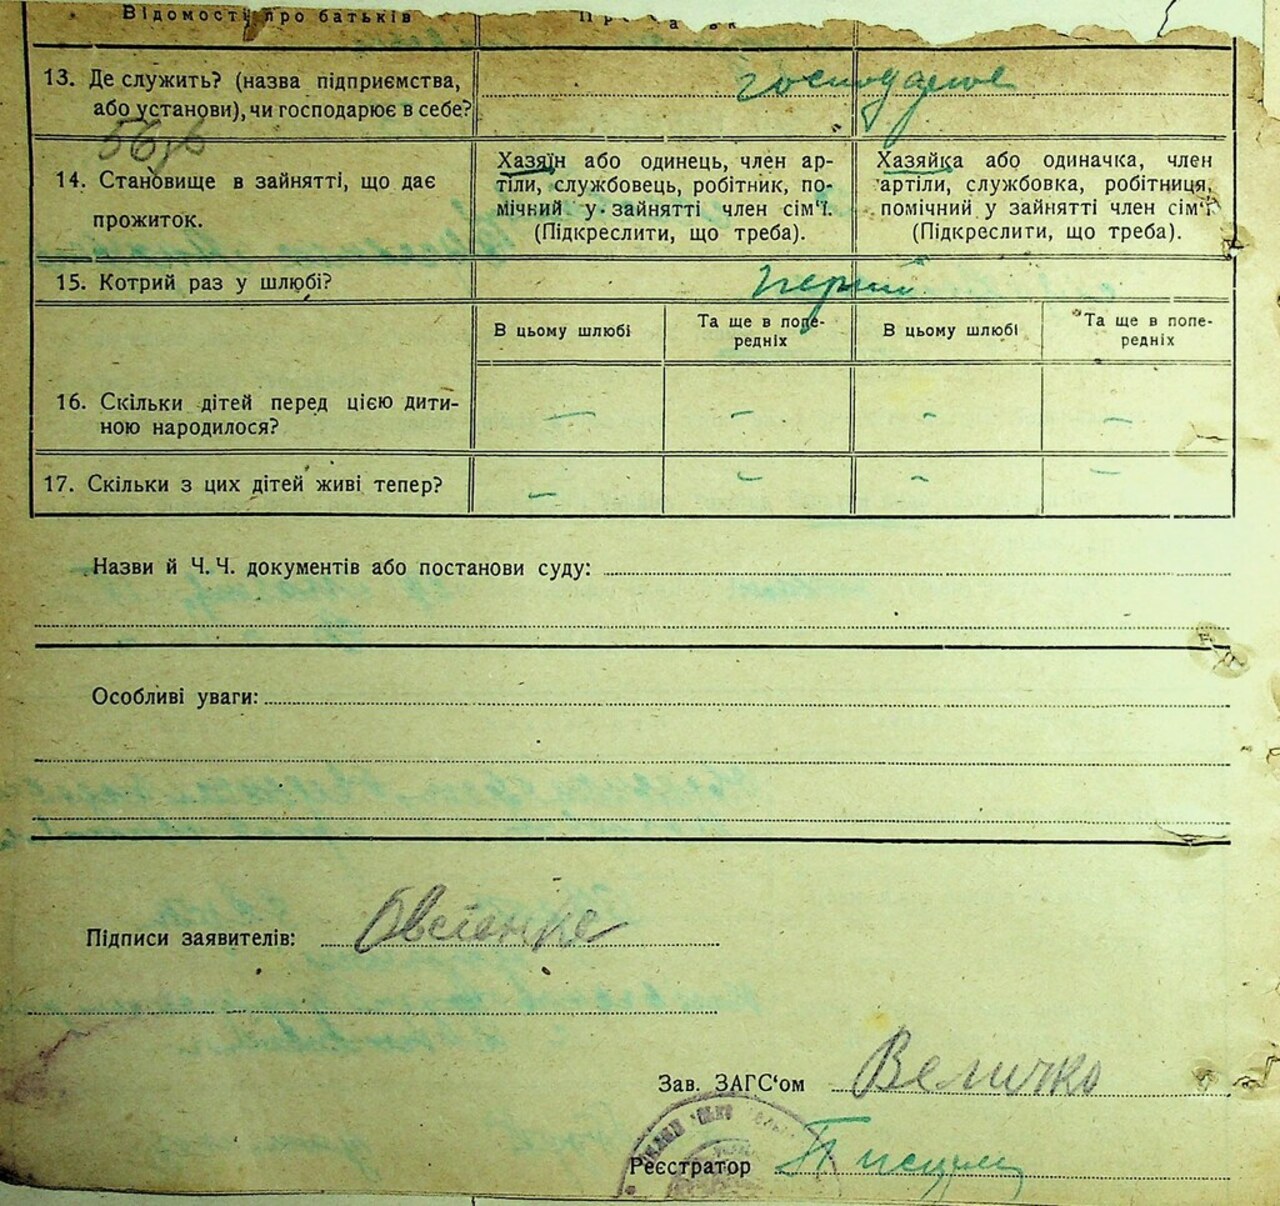 Відомості про батьків
13. Де служить? (назва підприємства,
або установи), чи господарює в себе?
господарює
14. Становище в зайнятті, що дає
прожиток.
Хазяїн або одинець, член ар-
тіли, службовець, робітник, по-
мічний у зайнятті член сім'ї.
(Підкреслити, що треба).
Хазяйка або одиначка, член
артіли, службовка, робітниця,
помічний у зайнятті член сім'ї
(Підкреслити, що треба).
15. Котрий раз у шлюбі?
перший
В цьому шлюбі
Та ще в попе-
редніх
В цьому шлюбі
Та ще в попе-
редніх
16. Скільки дітей перед цією дити-
ною народилося?
– – – –
17. Скільки з цих дітей живі тепер?
– – – –
Назви й Ч. Ч. документів або постанови суду:
Особливі уваги:
Підписи заявителів: Овсієнко
Зав. ЗАГС'ом Величко
Реєстратор